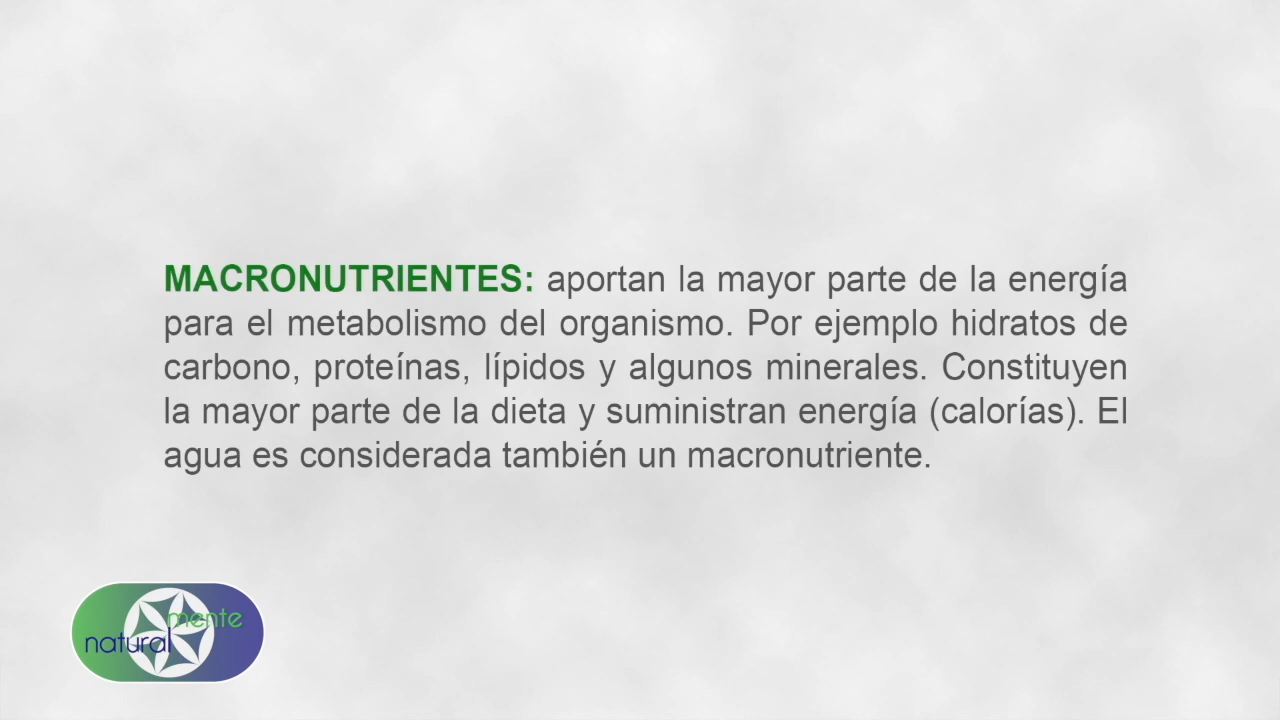 MACRONUTRIENTES: aportan la mayor parte de la energía
para el metabolismo del organismo. Por ejemplo hidratos de
carbono, proteínas, lípidos y algunos minerales. Constituyen
la mayor parte de la dieta y suministran energía (calorías). El
agua es considerada también un macronutriente.
natural
mente